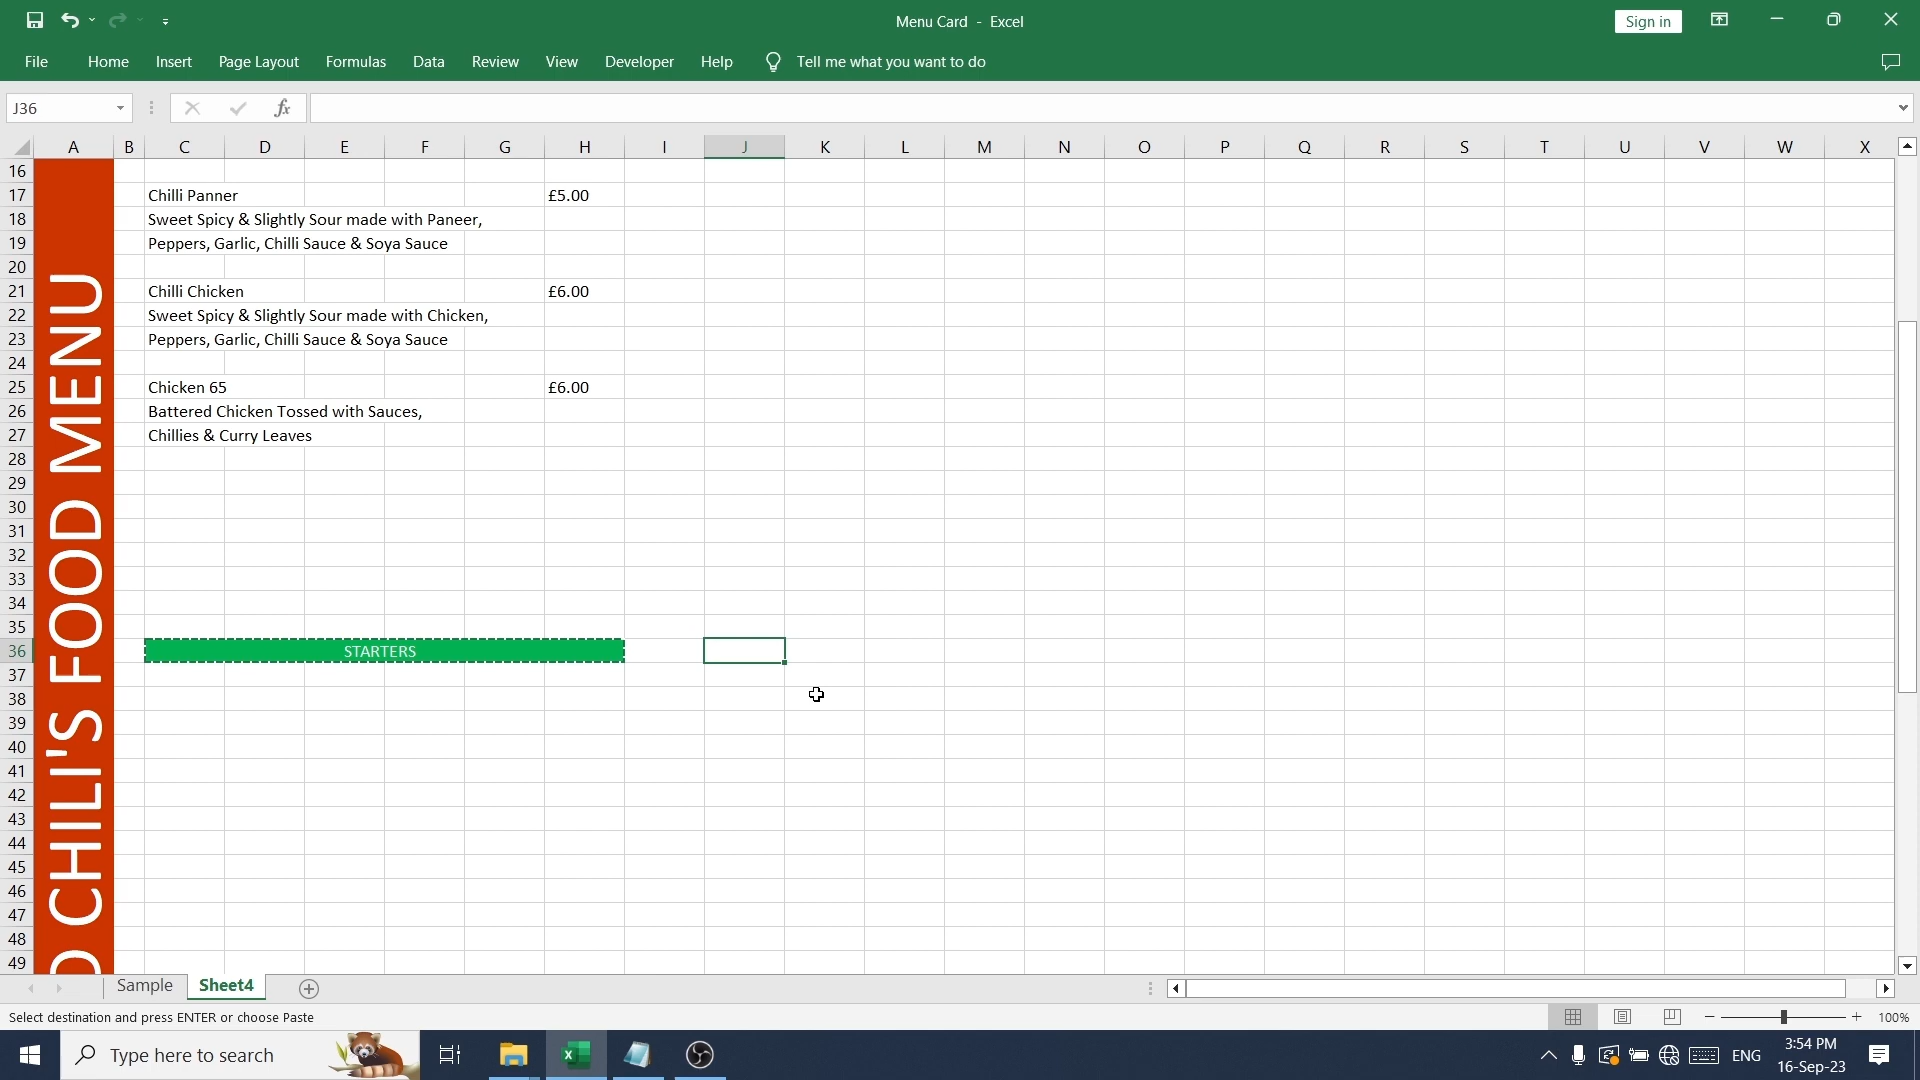 Menu Card - Excel
Sign in
File Home Insert Page Layout Formulas Data Review View Developer Help Tell me what you want to do
J36
fx
A B C D E F G H I J K L M N O P Q R S T U V W X
16
17 Chilli Panner £5.00
18 Sweet Spicy & Slightly Sour made with Paneer,
19 Peppers, Garlic, Chilli Sauce & Soya Sauce
20
21 Chilli Chicken £6.00
22 Sweet Spicy & Slightly Sour made with Chicken,
23 Peppers, Garlic, Chilli Sauce & Soya Sauce
24
25 Chicken 65 £6.00
26 Battered Chicken Tossed with Sauces,
27 Chillies & Curry Leaves
28
29
30
31
32
33
34
35
36 STARTERS
37
38
39
40
41
42
43
44
45
46
47
48
49
D CHILI'S FOOD MENU
Sample Sheet4
Select destination and press ENTER or choose Paste
100%
Type here to search
ENG
3:54 PM
16-Sep-23